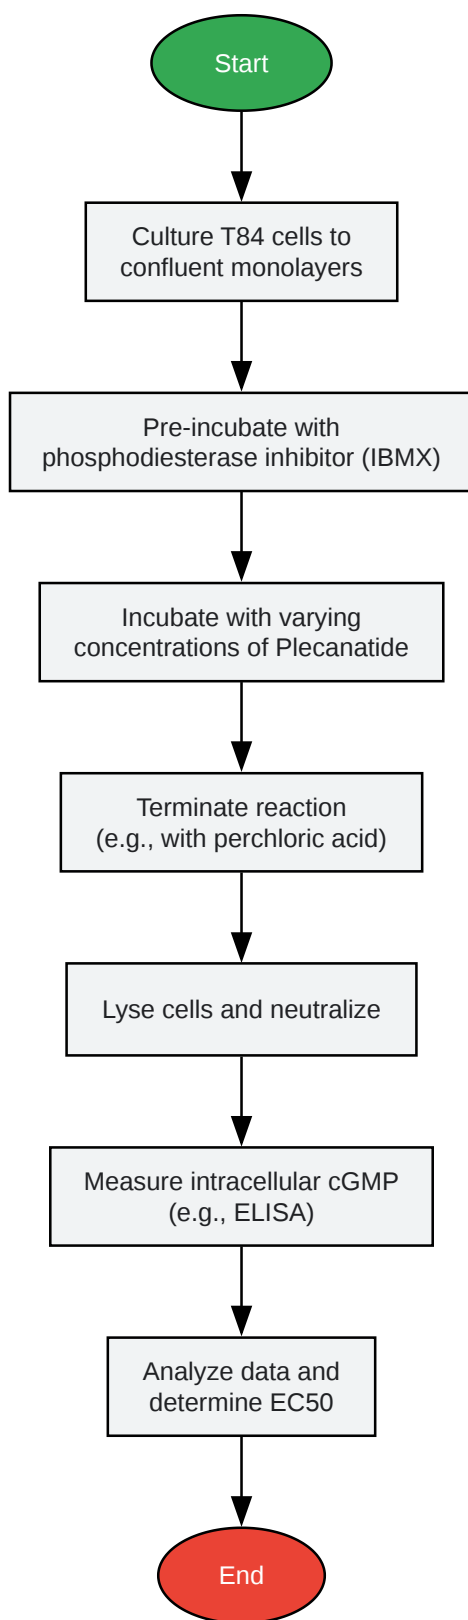 Start
Culture T84 cells to
confluent monolayers
Pre-incubate with
phosphodiesterase inhibitor (IBMX)
Incubate with varying
concentrations of Plecanatide
Terminate reaction
(e.g., with perchloric acid)
Lyse cells and neutralize
Measure intracellular cGMP
(e.g., ELISA)
Analyze data and
determine EC50
End